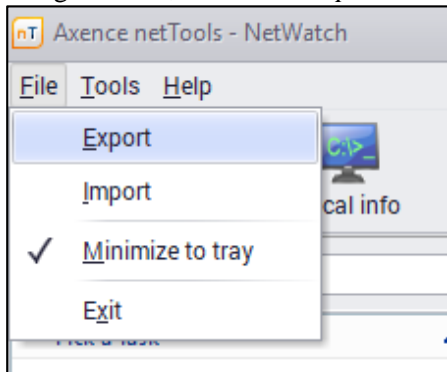 nT Axence netTools - NetWatch
File Tools Help
Export
C:\>_
Import
cal info
Minimize to tray
Exit